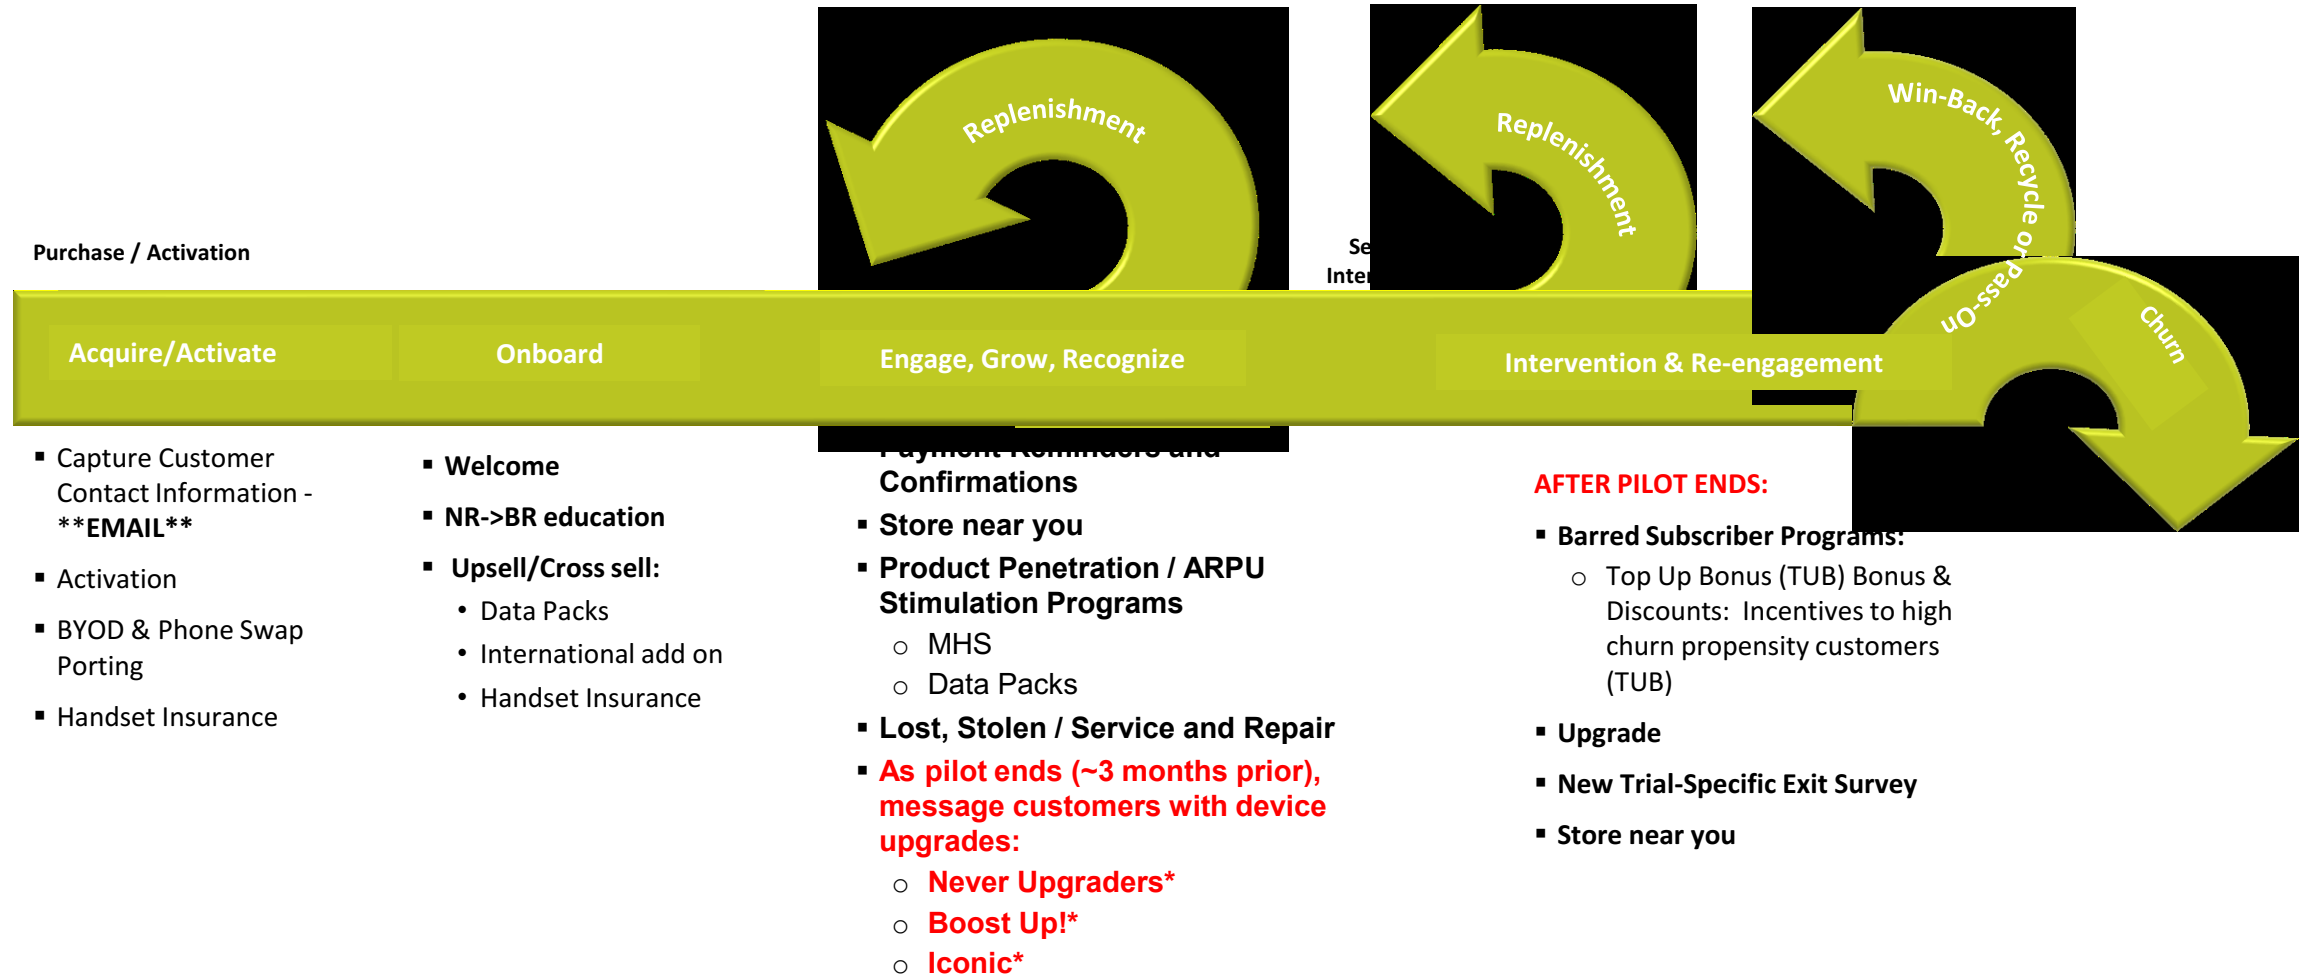 Replenishment
Replenishment
Win-Back, Recycle or Pass-On
Purchase / Activation
Churn
Acquire/Activate
Onboard
Engage, Grow, Recognize
Intervention & Re-engagement
▪ Capture Customer
Contact Information -
**EMAIL**
▪ Activation
▪ BYOD & Phone Swap
Porting
▪ Handset Insurance
▪ Welcome
▪ NR->BR education
▪ Upsell/Cross sell:
• Data Packs
• International add on
• Handset Insurance
Payment Reminders and
Confirmations
▪ Store near you
▪ Product Penetration / ARPU
Stimulation Programs
o MHS
o Data Packs
▪ Lost, Stolen / Service and Repair
▪ As pilot ends (~3 months prior),
message customers with device
upgrades:
o Never Upgraders*
o Boost Up!*
o Iconic*
AFTER PILOT ENDS:
▪ Barred Subscriber Programs:
o Top Up Bonus (TUB) Bonus &
Discounts: Incentives to high
churn propensity customers
(TUB)
▪ Upgrade
▪ New Trial-Specific Exit Survey
▪ Store near you